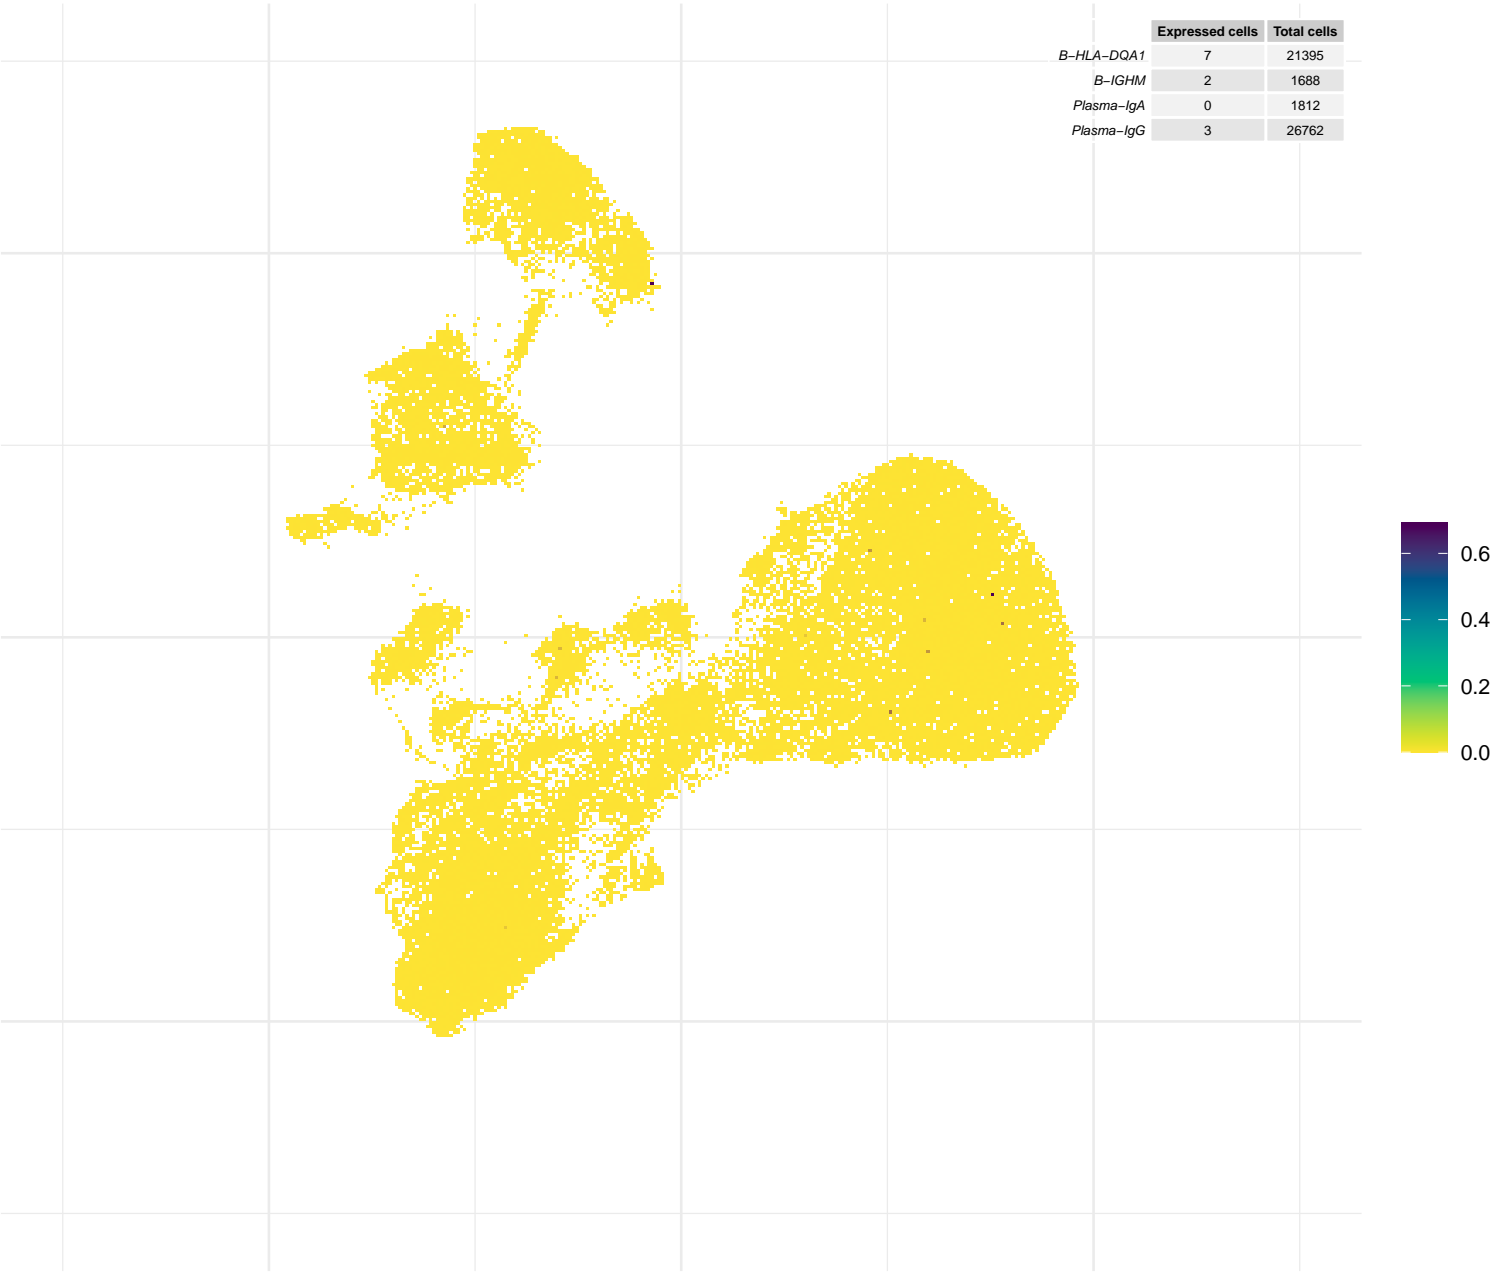 Expressed cells Total cells
B−HLA−DQA1 7 21395
B−IGHM 2 1688
Plasma−IgA 0 1812
Plasma−IgG 3 26762
0.6
0.4
0.2
0.0